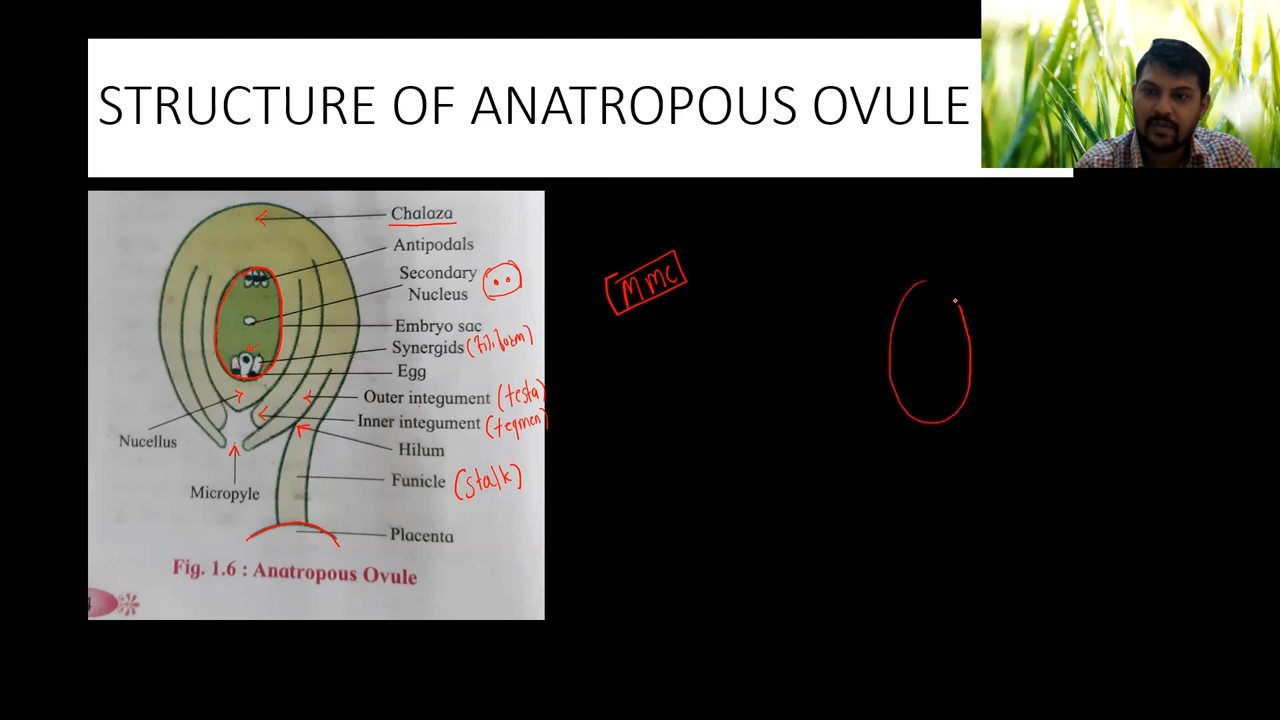 STRUCTURE OF ANATROPOUS OVULE
Chalaza
Antipodals
Secondary
Nucleus
Embryo sac
Synergids (filiform)
Egg
Outer integument (testa)
Inner integument (tegmen)
Nucellus
Hilum
Micropyle
Funicle (stalk)
Placenta
Fig. 1.6 : Anatropous Ovule
MMC